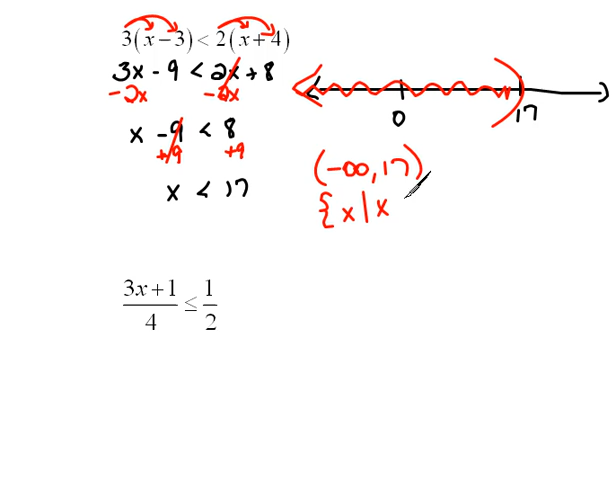 3(x − 3) < 2(x + 4)
3x - 9 < 2x + 8
-2x -2x
x - 9 < 8
+9 +9
x < 17
0 17
(-∞, 17)
{x|x
3x + 1 / 4 ≤ 1 / 2